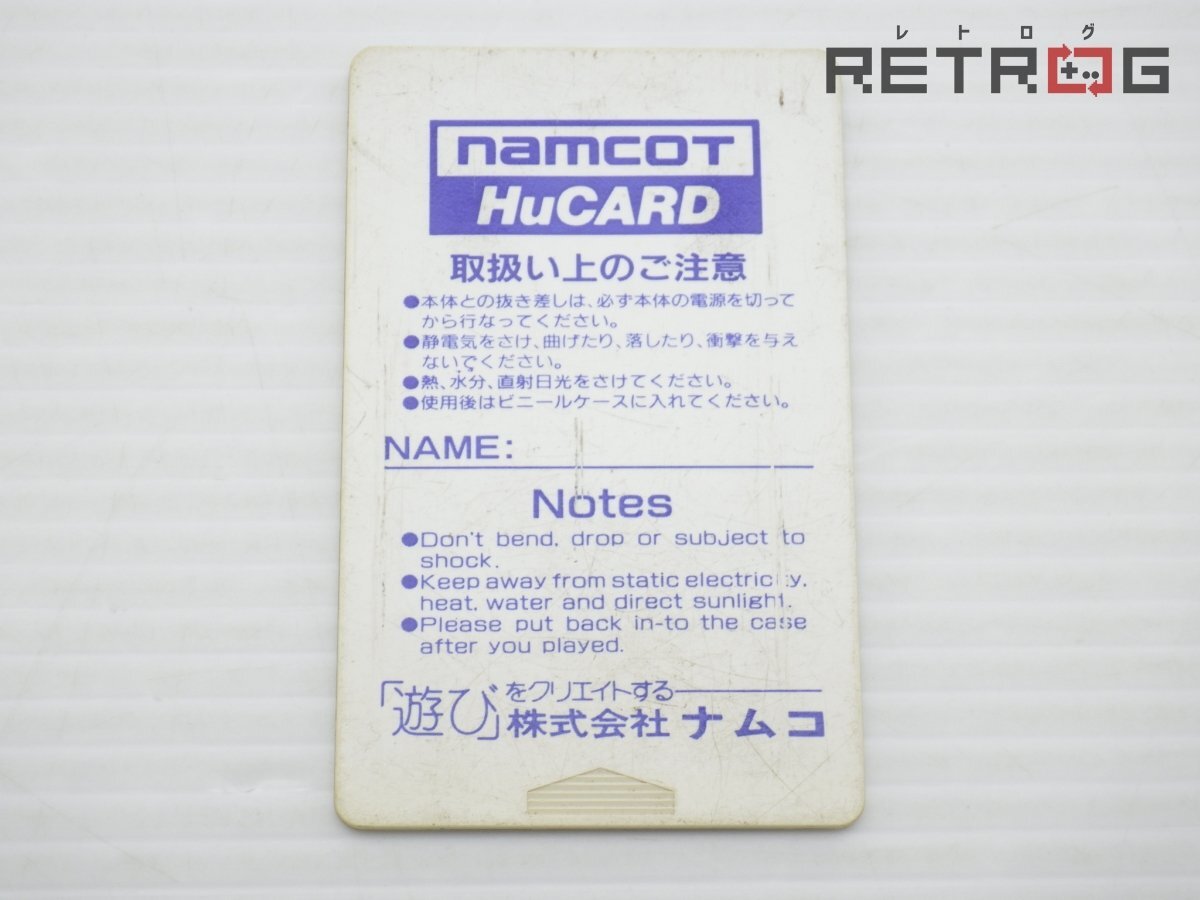 レトログ
RETROG
namcoT
HuCARD
取扱い上のご注意
●本体との抜き差しは、必ず本体の電源を切って
から行なってください。
●静電気をさけ、曲げたり、落したり、衝撃を与え
ないでください。
●熱、水分、直射日光をさけてください。
●使用後はビニールケースに入れてください。
NAME:
Notes
●Don't bend, drop or subject to
shock.
●Keep away from static electricity,
heat, water and direct sunlight.
●Please put back in-to the case
after you played.
「遊び」をクリエイトする
株式会社 ナムコ